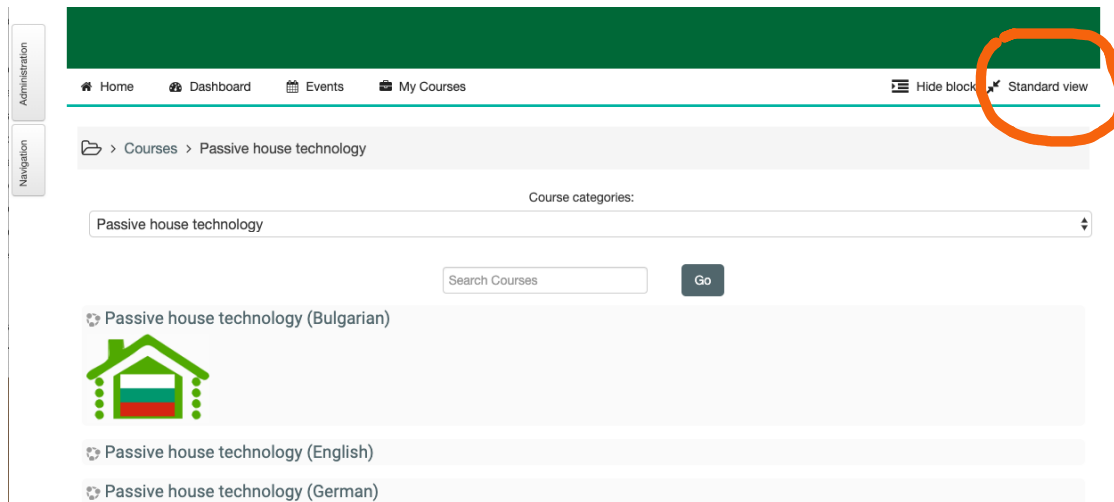 Administration
Navigation
Home Dashboard Events My Courses Hide block Standard view
> Courses > Passive house technology
Course categories:
Passive house technology
Search Courses Go
Passive house technology (Bulgarian)
Passive house technology (English)
Passive house technology (German)